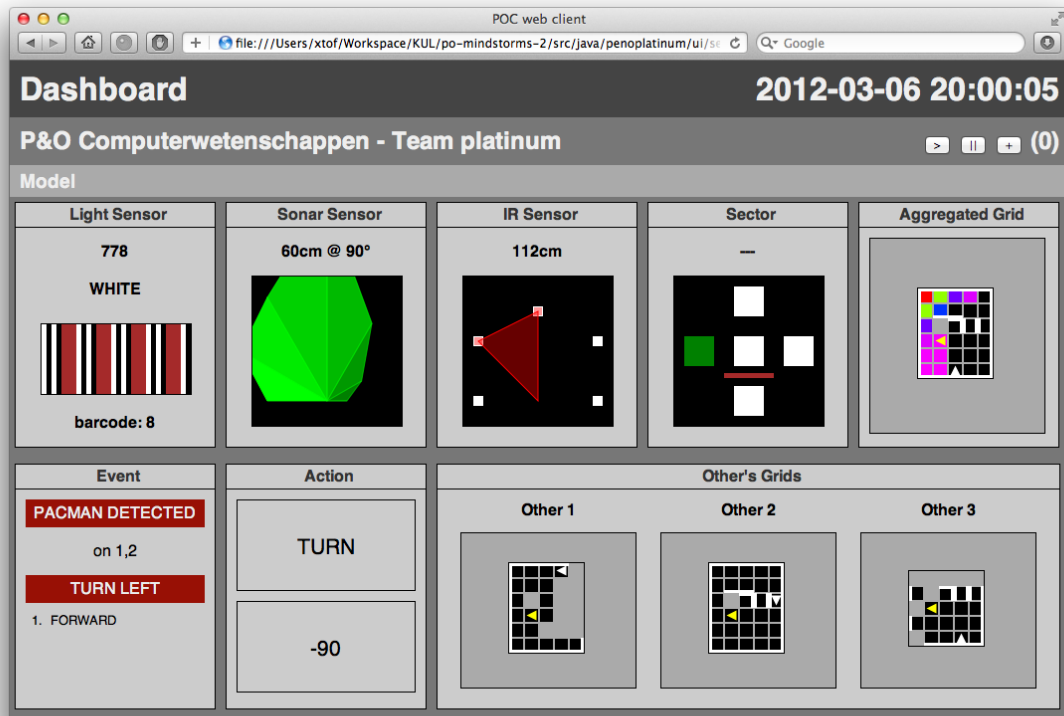 POC web client
file:///Users/xtof/Workspace/KUL/po-mindstorms-2/src/java/penoplatinum/ui/se
Google
Dashboard
2012-03-06 20:00:05
P&O Computerwetenschappen - Team platinum
> || + (0)
Model
Light Sensor
778
WHITE
barcode: 8
Sonar Sensor
60cm @ 90°
IR Sensor
112cm
Sector
---
Aggregated Grid
Event
PACMAN DETECTED
on 1,2
TURN LEFT
1. FORWARD
Action
TURN
-90
Other's Grids
Other 1
Other 2
Other 3